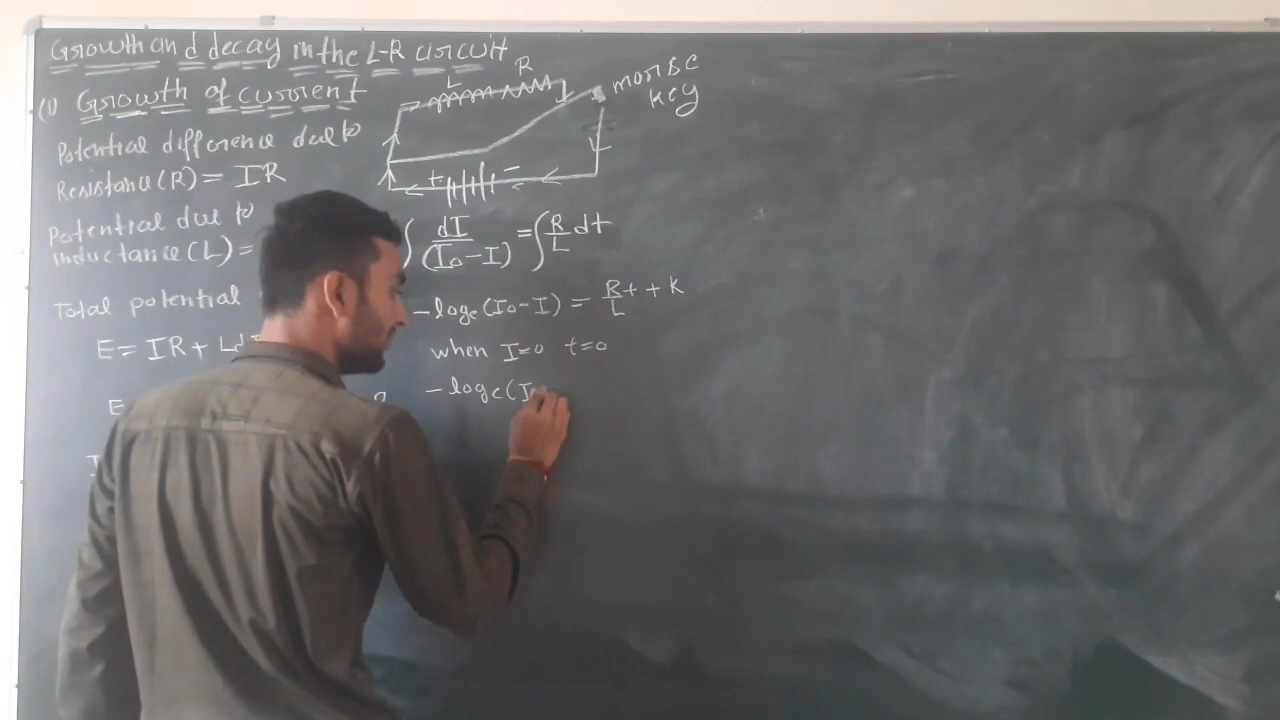 Growth and decay in the L-R circuit
(1) Growth of current
L R
morse key
Potential difference due to
Resistance (R) = IR
+ -
Potential due to
inductance (L) =
Total potential
E = IR + L d
E
I
∫ dI/(I₀-I) = ∫ R/L dt
-logₑ(I₀-I) = R/L t + k
when I=0 t=0
-logₑ(I